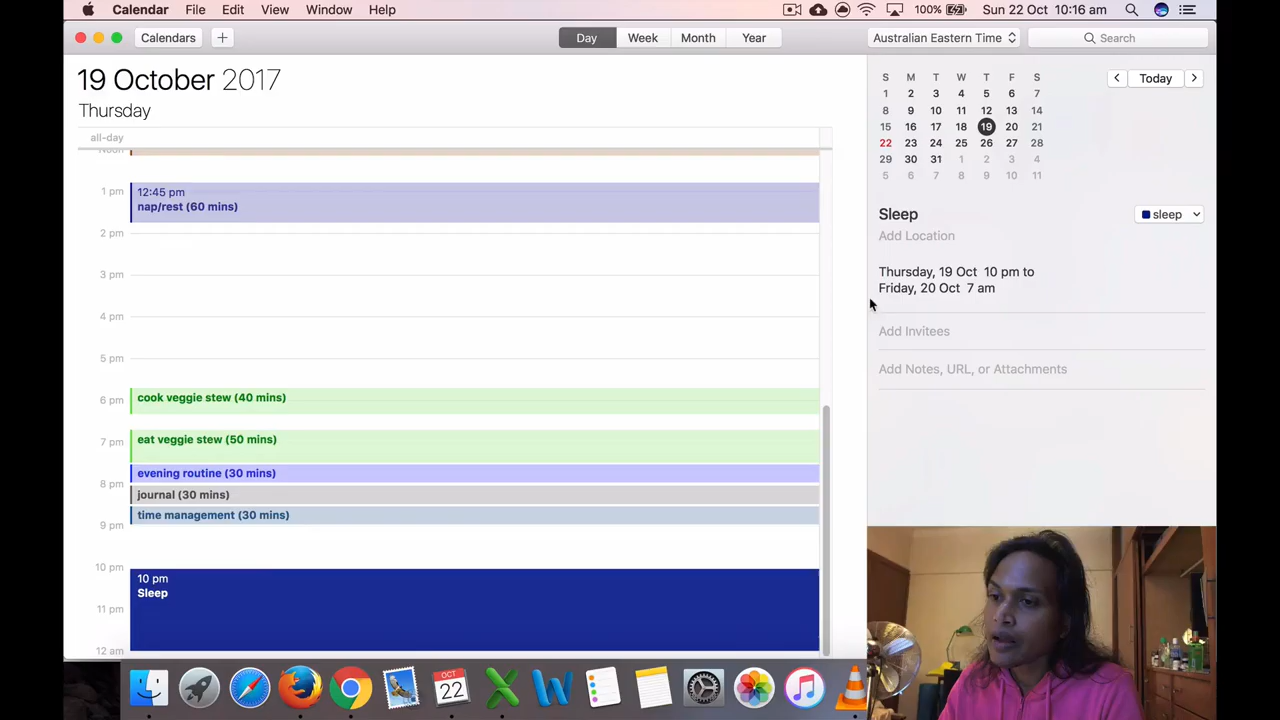 Calendar File Edit View Window Help 100% Sun 22 Oct 10:16 am
Calendars + Day Week Month Year Australian Eastern Time Search
19 October 2017
Thursday
all-day
Noon
1 pm
12:45 pm
nap/rest (60 mins)
2 pm
3 pm
4 pm
5 pm
6 pm
cook veggie stew (40 mins)
7 pm
eat veggie stew (50 mins)
evening routine (30 mins)
8 pm
journal (30 mins)
time management (30 mins)
9 pm
10 pm
10 pm
Sleep
11 pm
12 am
S M T W T F S
1 2 3 4 5 6 7
8 9 10 11 12 13 14
15 16 17 18 19 20 21
22 23 24 25 26 27 28
29 30 31 1 2 3 4
5 6 7 8 9 10 11
Today
Sleep
sleep
Add Location
Thursday, 19 Oct 10 pm to
Friday, 20 Oct 7 am
Add Invitees
Add Notes, URL, or Attachments
OCT
22